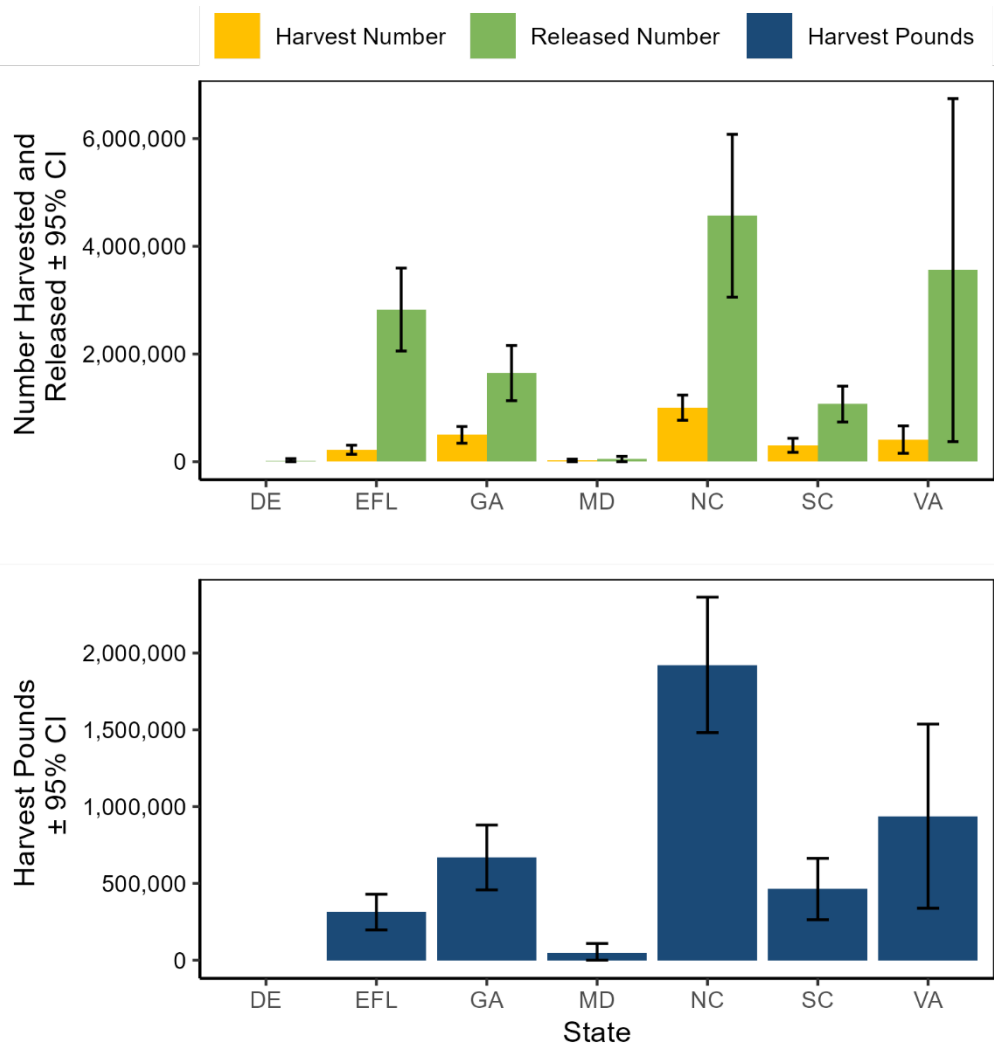 Harvest Number Released Number Harvest Pounds
Number Harvested and
Released ± 95% CI
6,000,000
4,000,000
2,000,000
0
DE EFL GA MD NC SC VA
Harvest Pounds
± 95% CI
2,000,000
1,500,000
1,000,000
500,000
0
DE EFL GA MD NC SC VA
State